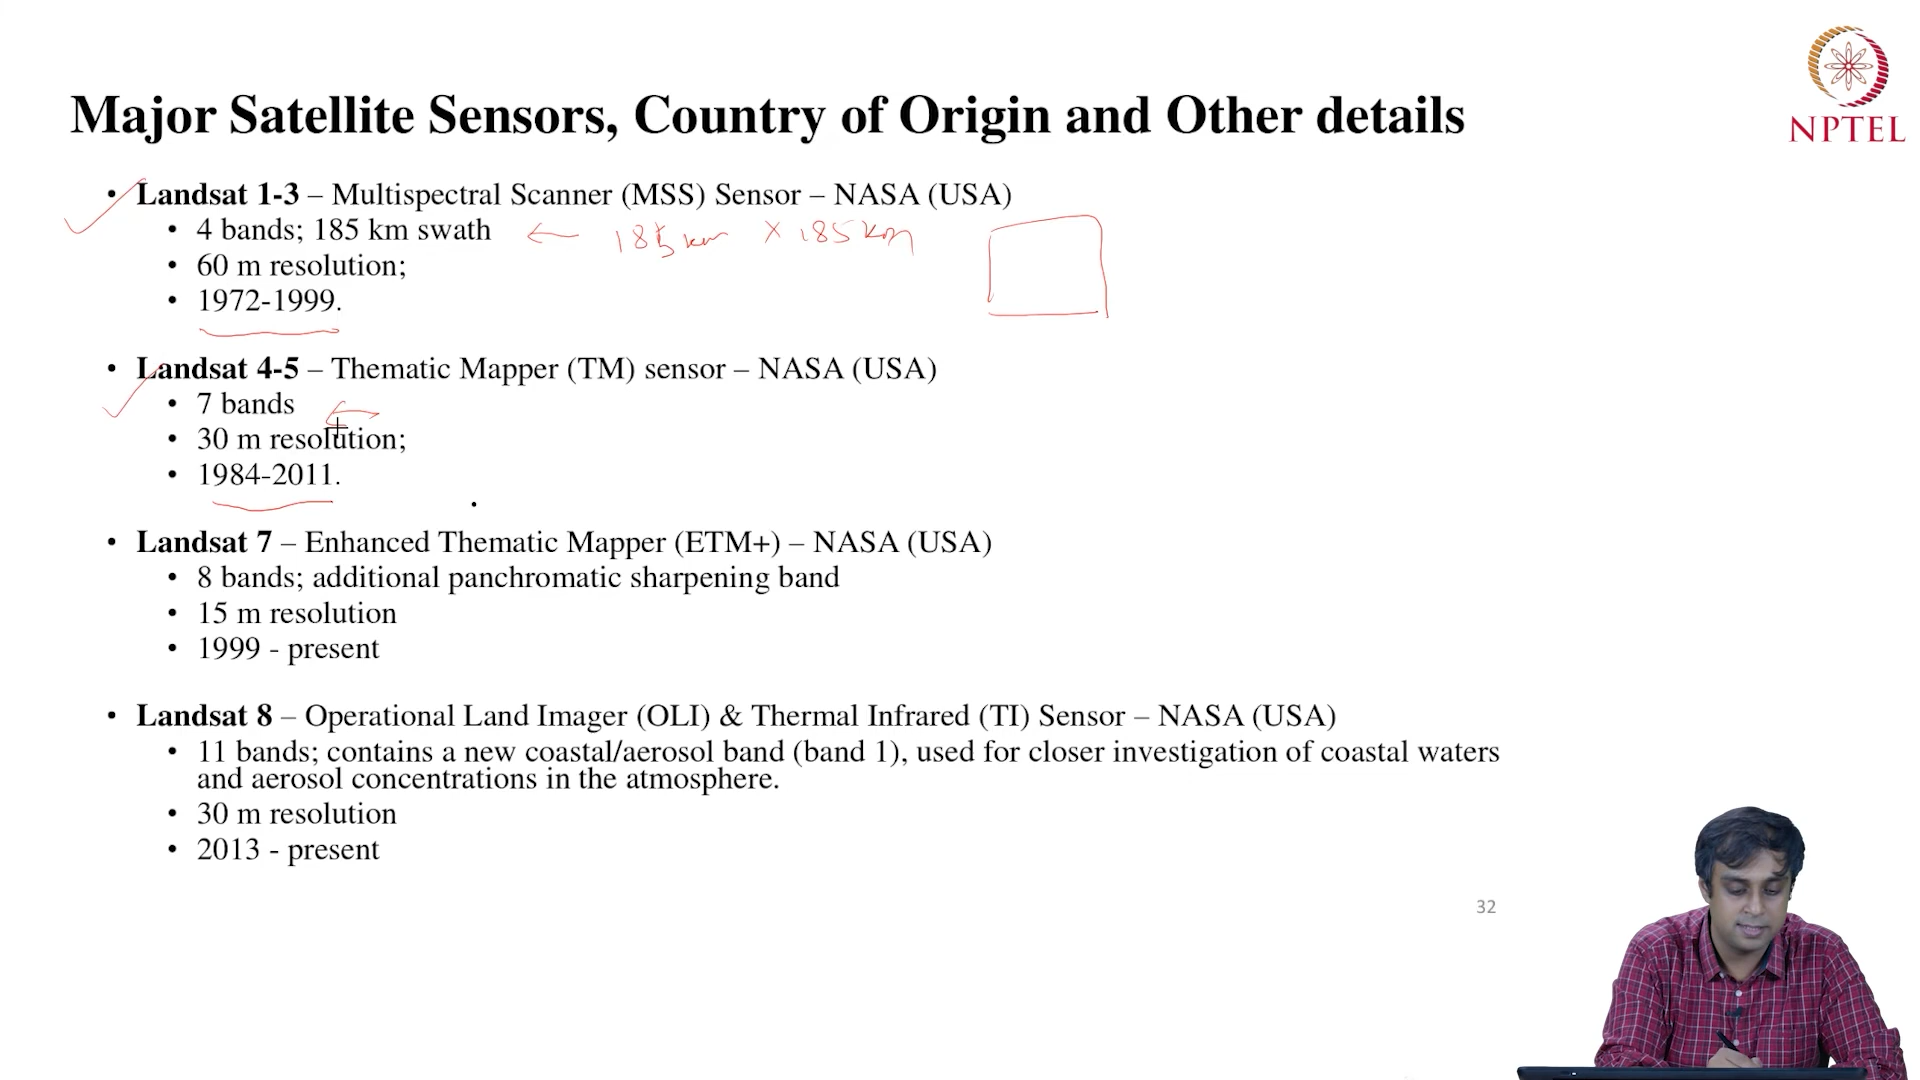 NPTEL
Major Satellite Sensors, Country of Origin and Other details
• Landsat 1-3 – Multispectral Scanner (MSS) Sensor – NASA (USA)
• 4 bands; 185 km swath ← 185 km × 185 km
• 60 m resolution;
• 1972-1999.
• Landsat 4-5 – Thematic Mapper (TM) sensor – NASA (USA)
• 7 bands
• 30 m resolution;
• 1984-2011.
• Landsat 7 – Enhanced Thematic Mapper (ETM+) – NASA (USA)
• 8 bands; additional panchromatic sharpening band
• 15 m resolution
• 1999 - present
• Landsat 8 – Operational Land Imager (OLI) & Thermal Infrared (TI) Sensor – NASA (USA)
• 11 bands; contains a new coastal/aerosol band (band 1), used for closer investigation of coastal waters
and aerosol concentrations in the atmosphere.
• 30 m resolution
• 2013 - present
32